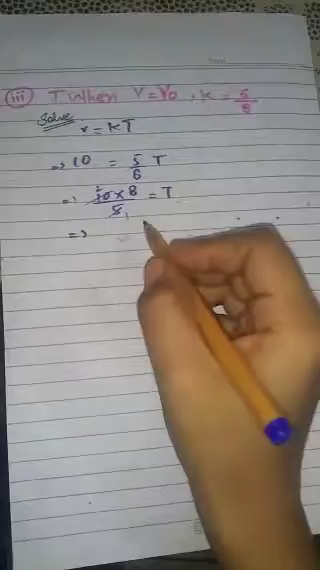 (iii) T when V = 10, k = 5/8
Solve
v = kT
=> 10 = 5/8 T
=> 10 × 8 / 5 = T
=>